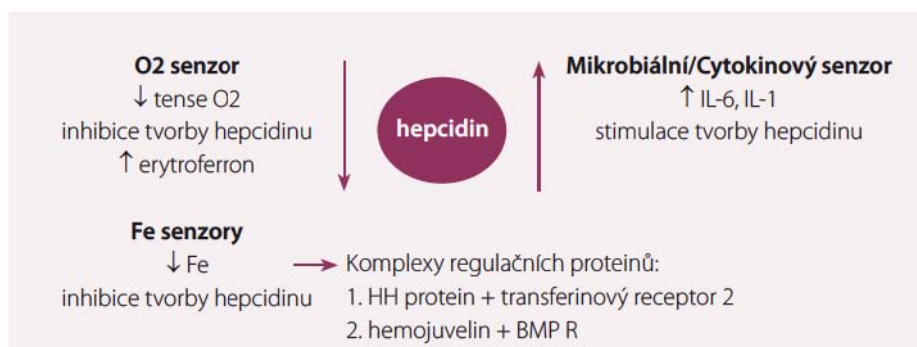 O2 senzor
↓ tense O2
inhibice tvorby hepcidinu
↑ erytroferron
hepcidin
Mikrobiální/Cytokinový senzor
↑ IL-6, IL-1
stimulace tvorby hepcidinu
Fe senzory
↓ Fe
inhibice tvorby hepcidinu
Komplexy regulačních proteinů:
1. HH protein + transferinový receptor 2
2. hemojuvelin + BMP R